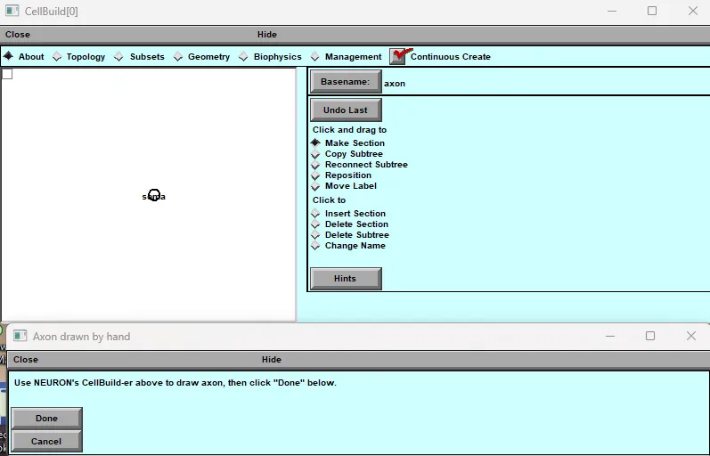 CellBuild[0]
Close Hide
About Topology Subsets Geometry Biophysics Management Continuous Create
Basename: axon
Undo Last
Click and drag to
Make Section
Copy Subtree
Reconnect Subtree
Reposition
Move Label
soma
Click to
Insert Section
Delete Section
Delete Subtree
Change Name
Hints
Axon drawn by hand
Close Hide
Use NEURON's CellBuild-er above to draw axon, then click "Done" below.
Done
Cancel